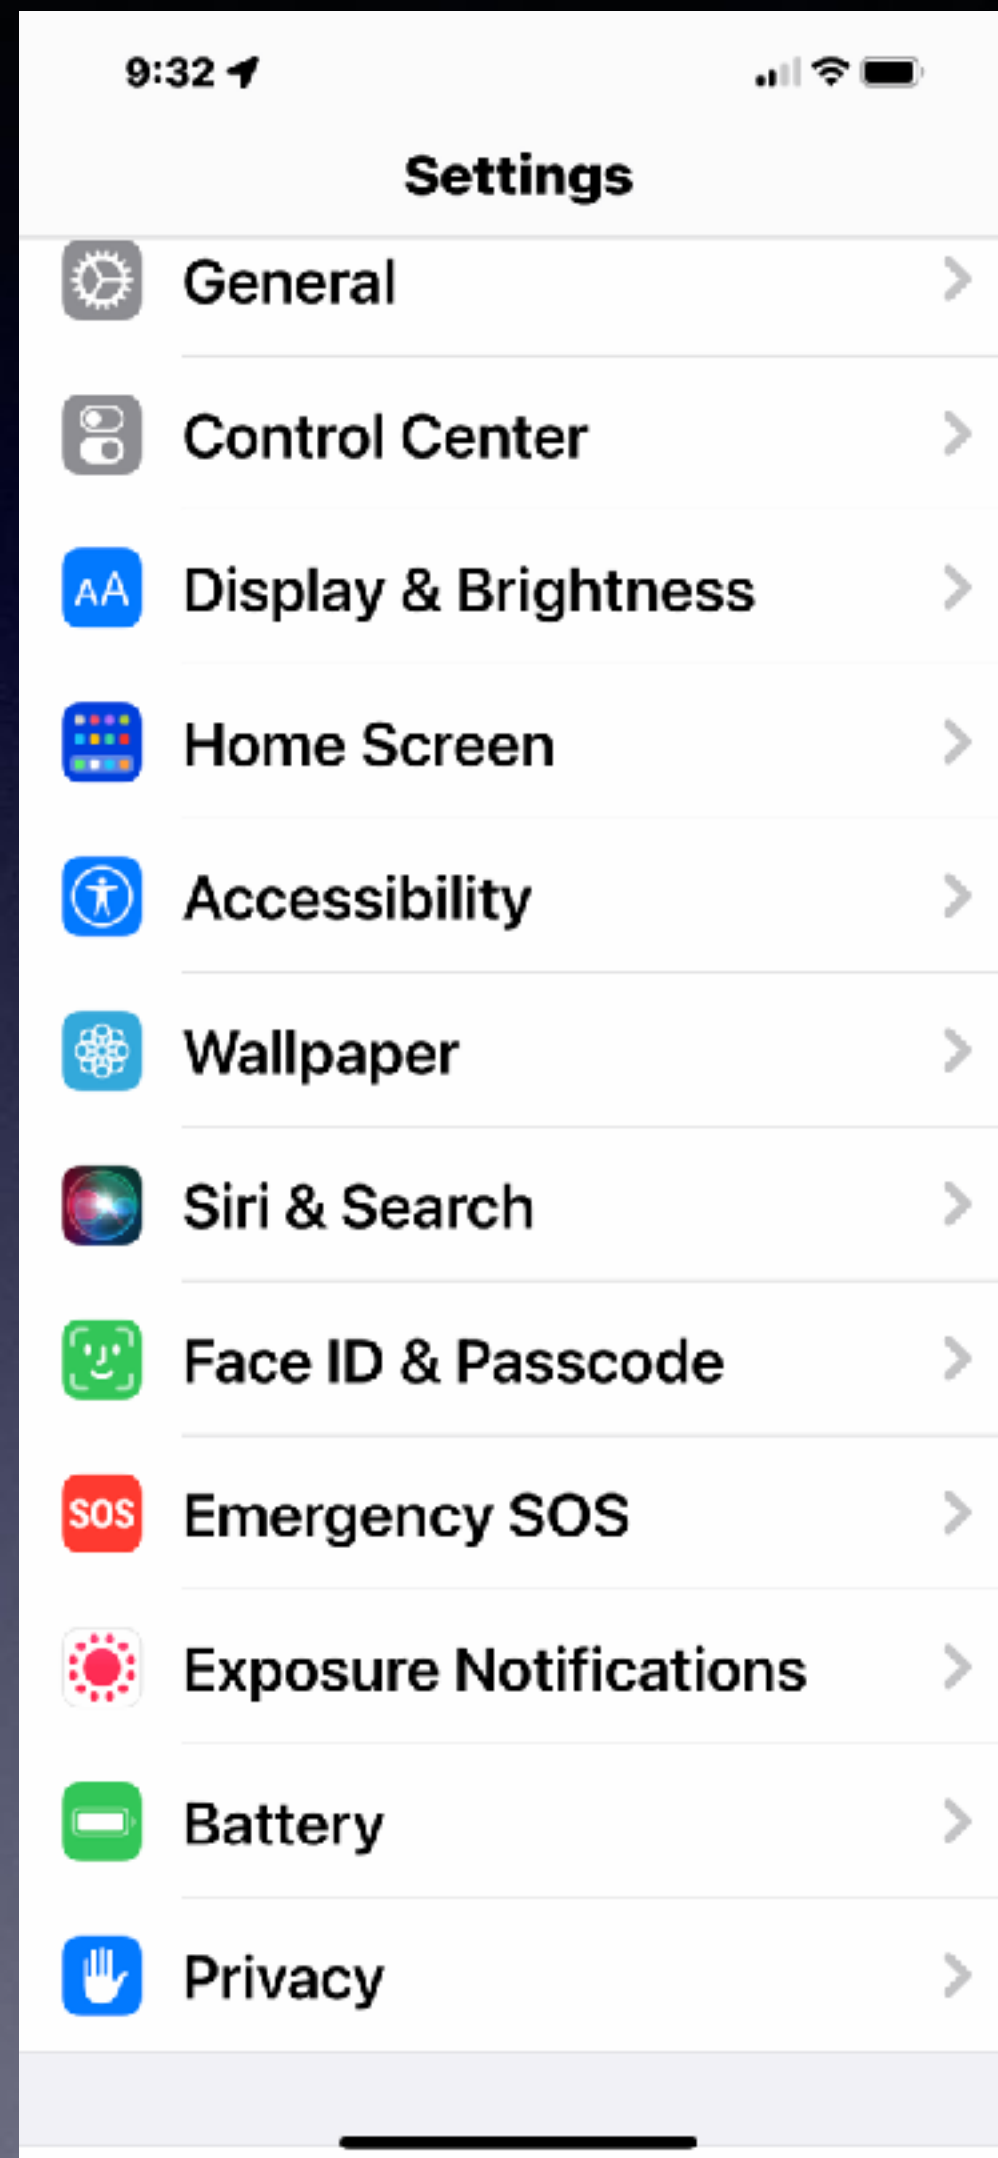 9:32
Settings
General
Control Center
AA Display & Brightness
Home Screen
Accessibility
Wallpaper
Siri & Search
Face ID & Passcode
SOS Emergency SOS
Exposure Notifications
Battery
Privacy